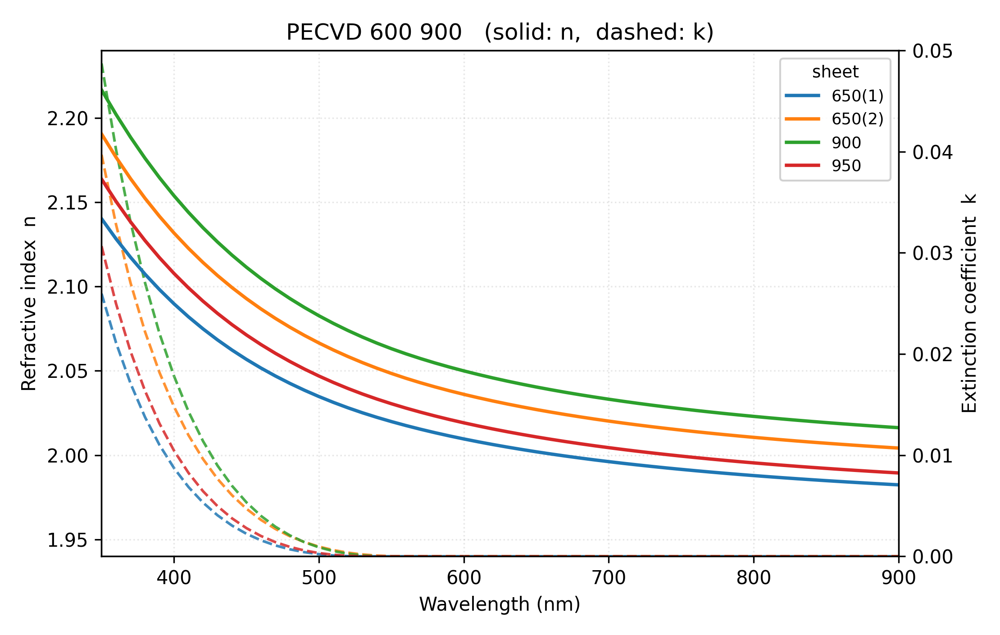 PECVD 600 900   (solid: n,  dashed: k)
sheet
650(1)
650(2)
900
950
Refractive index  n
2.20
2.15
2.10
2.05
2.00
1.95
Extinction coefficient  k
0.05
0.04
0.03
0.02
0.01
0.00
400 500 600 700 800 900
Wavelength (nm)